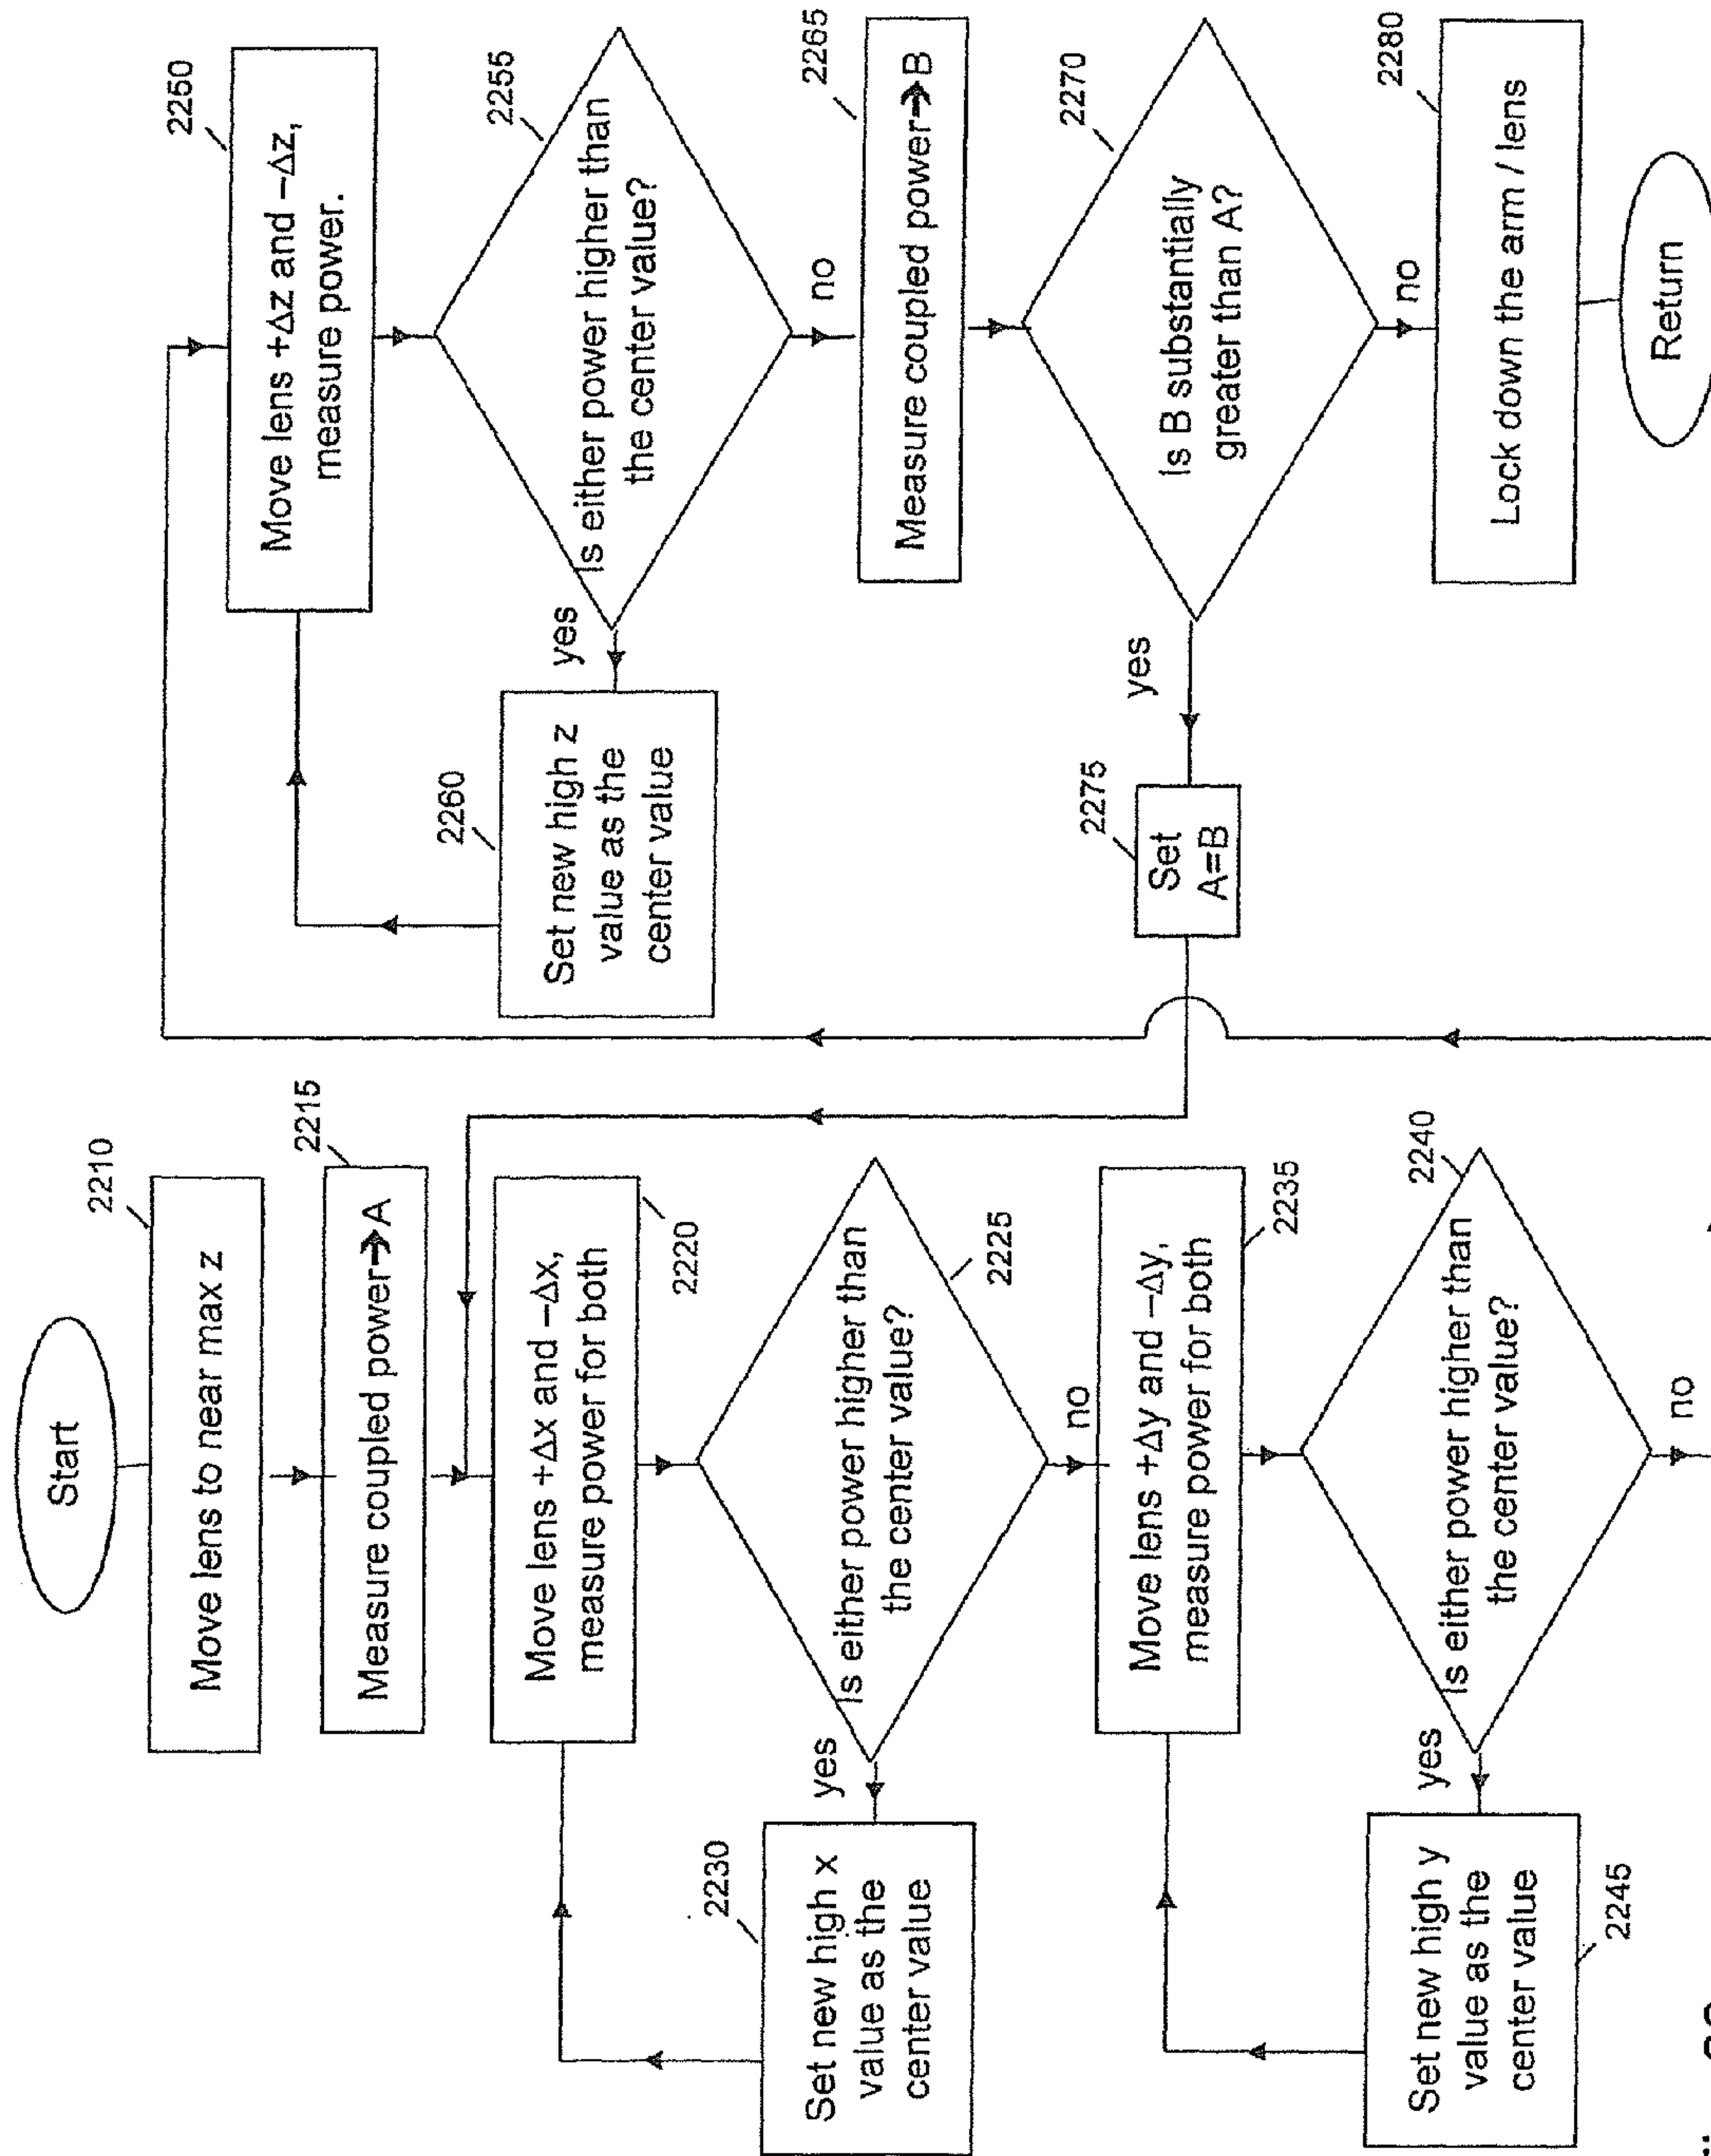 Start
2210
Move lens to near max z
2215
Measure coupled power→A
2220
Move lens +Δx and −Δx,
measure power for both
2225
Is either power higher than
the center value?
yes
no
2230
Set new high x
value as the
center value
2235
Move lens +Δy and −Δy,
measure power for both
2240
Is either power higher than
the center value?
yes
no
Set new high y
value as the
center value
2245
2250
Move lens +Δz and −Δz,
measure power.
2255
Is either power higher than
the center value?
yes
no
2260
Set new high z
value as the
center value
2265
Measure coupled power→B
2270
Is B substantially
greater than A?
yes
no
2275
Set
A=B
2280
Lock down the arm / lens
Return